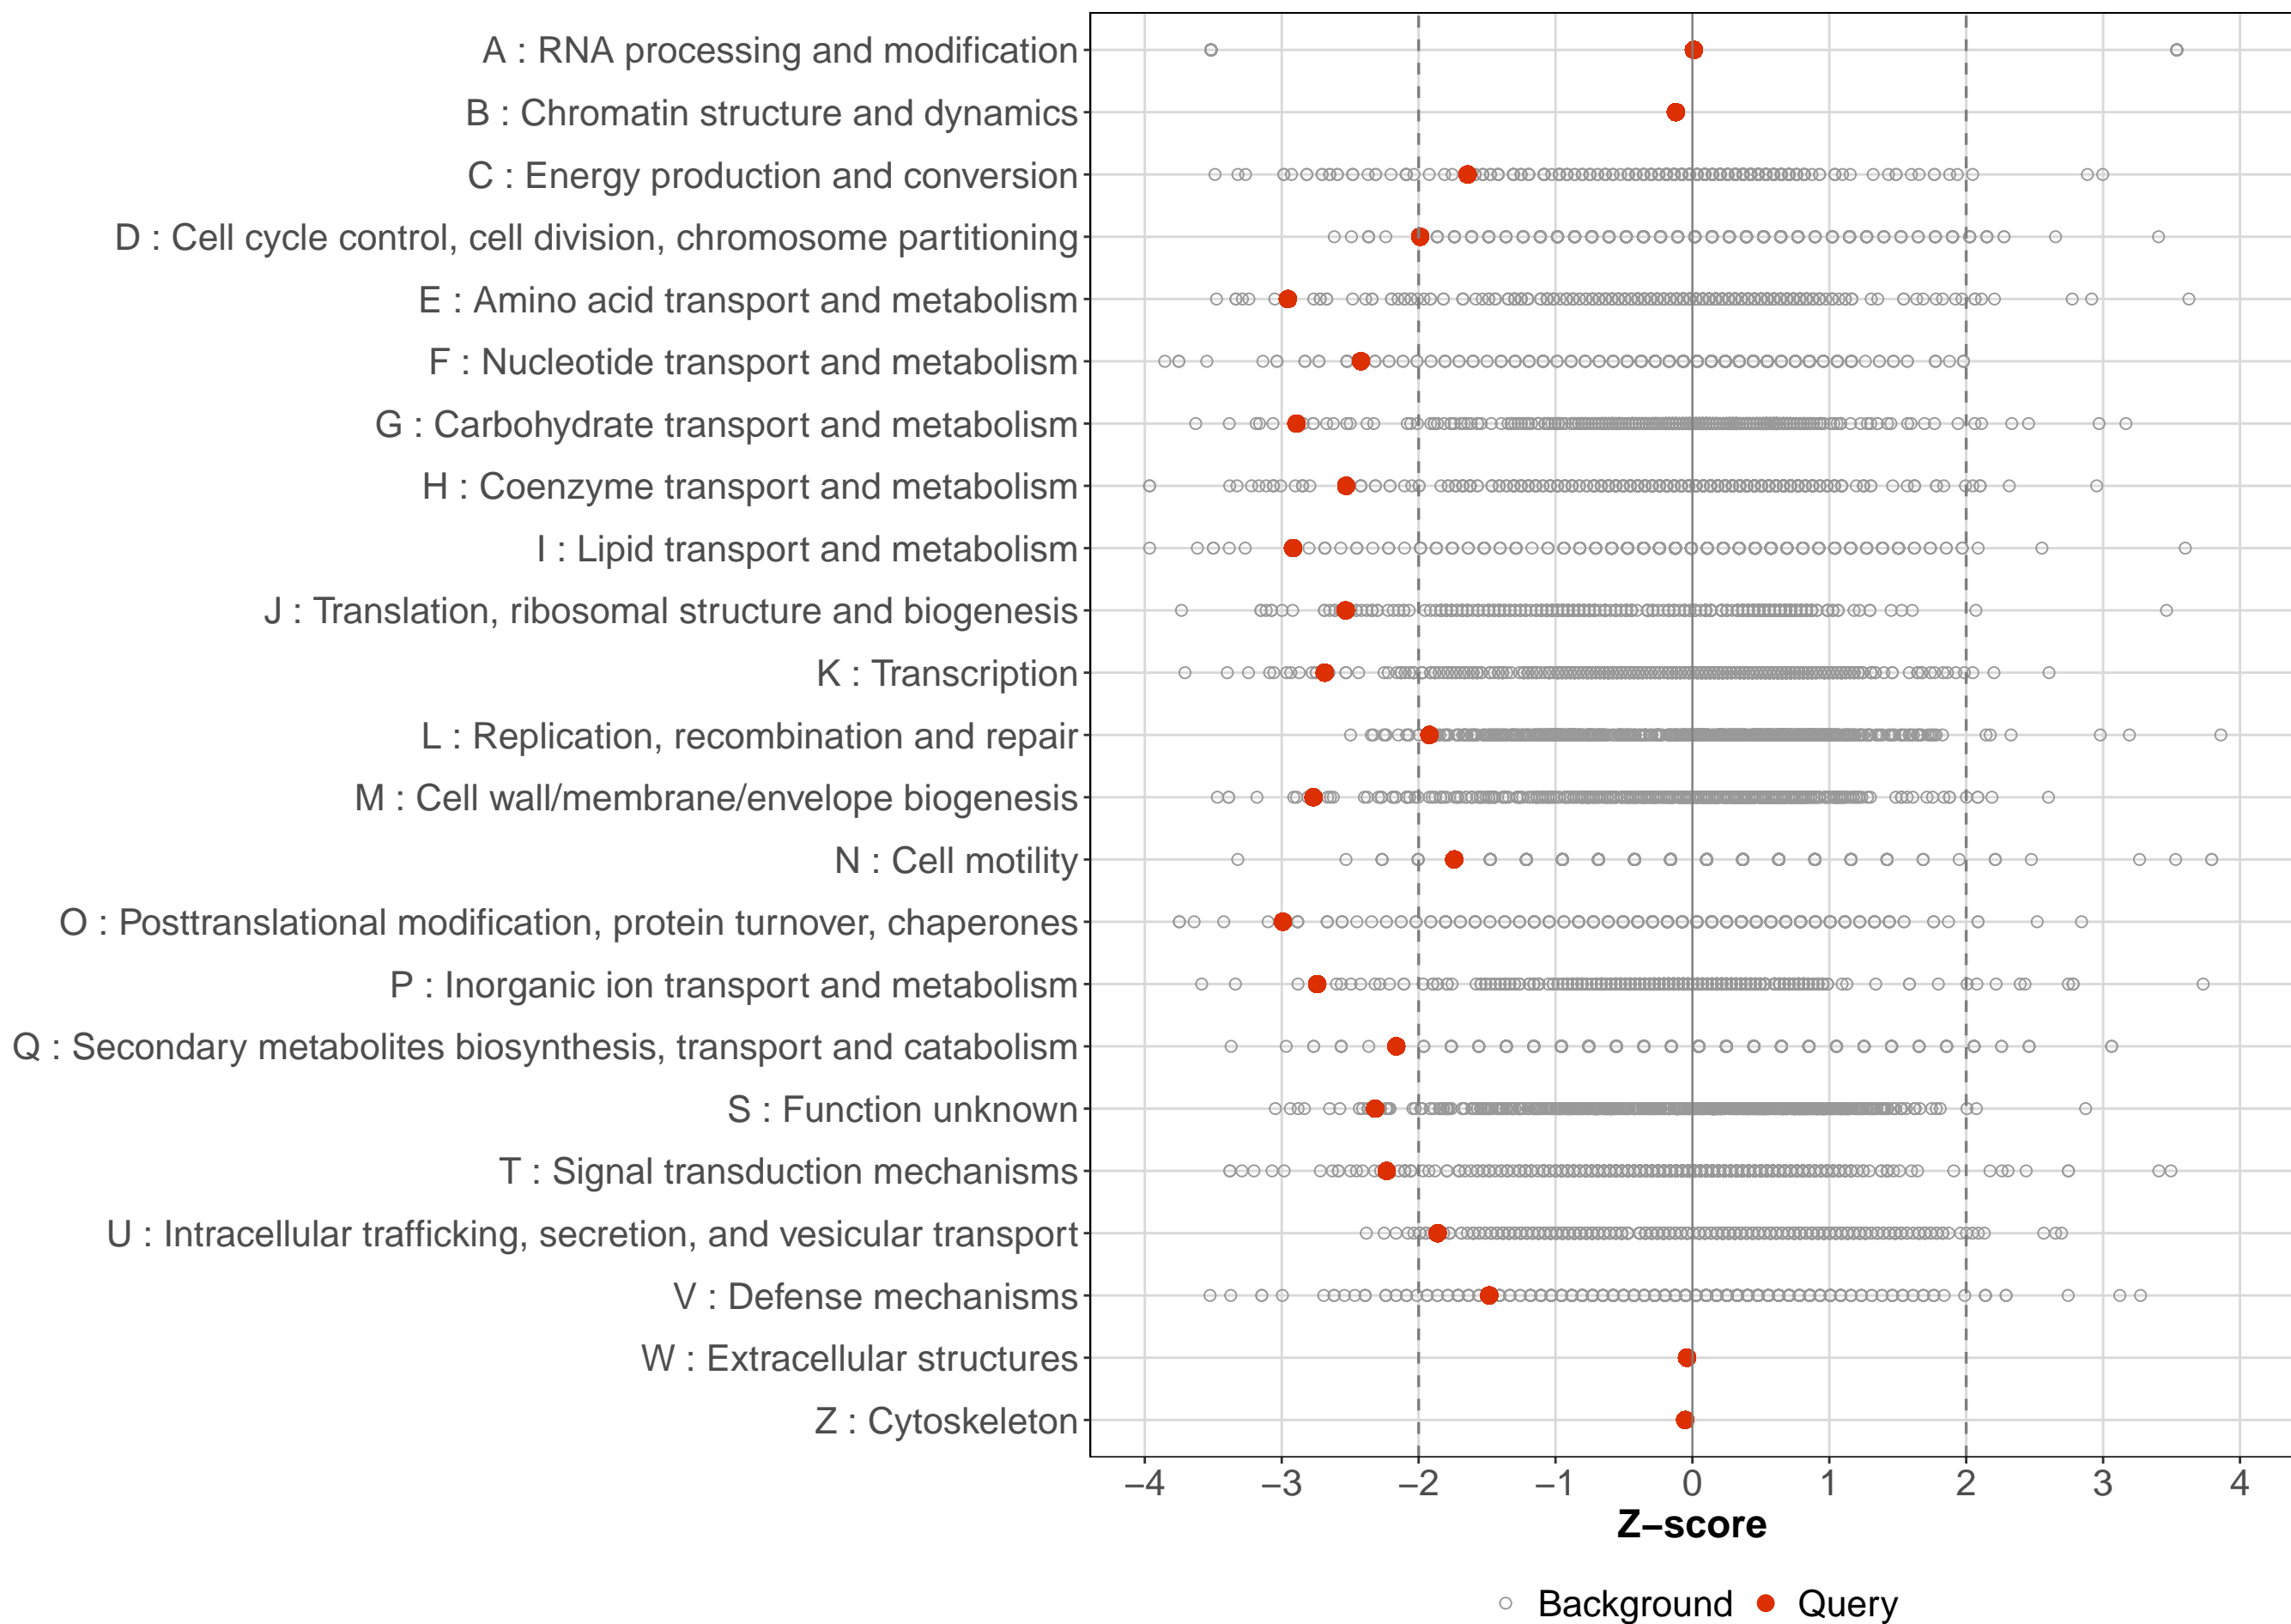 A : RNA processing and modification
B : Chromatin structure and dynamics
C : Energy production and conversion
D : Cell cycle control, cell division, chromosome partitioning
E : Amino acid transport and metabolism
F : Nucleotide transport and metabolism
G : Carbohydrate transport and metabolism
H : Coenzyme transport and metabolism
I : Lipid transport and metabolism
J : Translation, ribosomal structure and biogenesis
K : Transcription
L : Replication, recombination and repair
M : Cell wall/membrane/envelope biogenesis
N : Cell motility
O : Posttranslational modification, protein turnover, chaperones
P : Inorganic ion transport and metabolism
Q : Secondary metabolites biosynthesis, transport and catabolism
S : Function unknown
T : Signal transduction mechanisms
U : Intracellular trafficking, secretion, and vesicular transport
V : Defense mechanisms
W : Extracellular structures
Z : Cytoskeleton
−4 −3 −2 −1 0 1 2 3 4
Z−score
Background Query